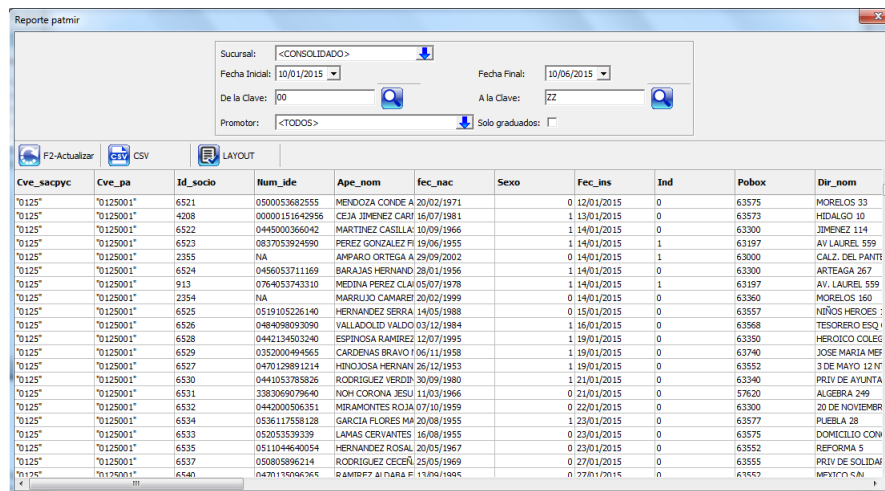 Reporte patmir
Sucursal: <CONSOLIDADO>
Fecha Inicial: 10/01/2015 Fecha Final: 10/06/2015
De la Clave: 00 A la Clave: ZZ
Promotor: <TODOS> Solo graduados:
F2-Actualizar CSV CSV LAYOUT
Cve_sacpyc Cve_pa Id_socio Num_ide Ape_nom fec_nac Sexo Fec_ins Ind Pobox Dir_nom
"0125" "0125001" 6521 0500053682555 MENDOZA CONDE A 20/02/1971 0 12/01/2015 0 63575 MORELOS 33
"0125" "0125001" 4208 00000151642956 CEJA JIMENEZ CARI 16/07/1981 1 13/01/2015 0 63573 HIDALGO 10
"0125" "0125001" 6522 0445000366042 MARTINEZ CASILLA 10/09/1966 1 14/01/2015 0 63300 JIMENEZ 114
"0125" "0125001" 6523 0837053924590 PEREZ GONZALEZ FI 19/06/1955 1 14/01/2015 1 63197 AV LAUREL 559
"0125" "0125001" 2355 NA AMPARO ORTEGA A 29/09/2002 0 14/01/2015 1 63000 CALZ. DEL PANTE
"0125" "0125001" 6524 0456053711169 BARAJAS HERNAND 28/01/1956 1 14/01/2015 0 63300 ARTEAGA 267
"0125" "0125001" 913 0764053743310 MEDINA PEREZ CLAU 05/07/1978 1 14/01/2015 1 63197 AV. LAUREL 559
"0125" "0125001" 2354 NA MARRUJO CAMAREN 20/02/1999 0 14/01/2015 0 63360 MORELOS 160
"0125" "0125001" 6525 0519105226140 HERNANDEZ SERRA 14/05/1988 0 15/01/2015 0 63557 NIÑOS HEROES
"0125" "0125001" 6526 0484098093090 VALLADOLID VALDO 03/12/1984 1 16/01/2015 0 63568 TESORERO ESQ
"0125" "0125001" 6528 0442134503240 ESPINOSA RAMIREZ 12/07/1995 1 19/01/2015 0 63350 HEROICO COLEG
"0125" "0125001" 6529 0352000494565 CARDENAS BRAVO 06/11/1958 1 19/01/2015 0 63740 JOSE MARIA MER
"0125" "0125001" 6527 0470129891214 HINOJOSA HERNAN 26/12/1953 1 19/01/2015 0 63552 3 DE MAYO 12
"0125" "0125001" 6530 0441053785826 RODRIGUEZ VERDIN 30/09/1980 1 21/01/2015 0 63340 PRIV DE AYUNTA
"0125" "0125001" 6531 3383069079640 NOH CORONA JESU 11/03/1966 0 21/01/2015 0 57620 ALGEBRA 249
"0125" "0125001" 6532 0442000506351 MIRAMONTES ROJA 07/10/1959 0 22/01/2015 0 63300 20 DE NOVIEMBR
"0125" "0125001" 6534 0536117558128 GARCIA FLORES MA 20/08/1955 1 23/01/2015 0 63577 PUEBLA 28
"0125" "0125001" 6533 052053539339 LAMAS CERVANTES 16/08/1955 0 23/01/2015 0 63575 DOMICILIO CON
"0125" "0125001" 6535 0511044640054 HERNANDEZ ROSAL 20/05/1967 0 23/01/2015 0 63552 REFORMA 5
"0125" "0125001" 6537 050805896214 RODRIGUEZ CECEÑ 25/05/1969 0 27/01/2015 0 63555 PRIV DE SOLIDAR
"0125" "0125001" 6540 0470135096265 RAMIREZ ALDABA F 13/09/1995 0 27/01/2015 0 63552 MEXICO S/N